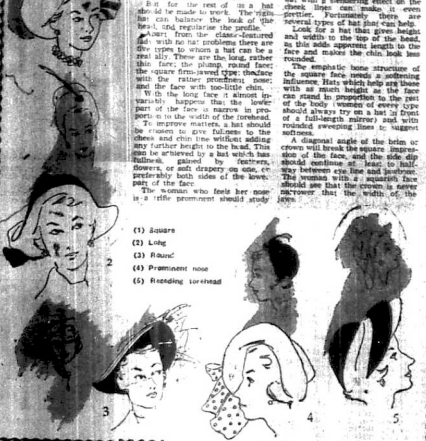 But for the rest of us a hat
should be made to work. The right
hat can balance the look of the
head, and regularise the profile.
Apart from the classic-featured
lady with no hat problems there are
five types to whom a hat can be a
real ally. These are the long, rather
thin face; the plump, round face;
the square firm-jawed type; the face
with the rather prominent nose;
and the face with too-little chin.
With the long face it almost in-
variably happens that the lower
part of the face is narrow in pro-
portion to the width of the forehead.
To improve matters, a hat should
be chosen to give fullness to the
cheek and chin line without adding
any further height to the head. This
can be achieved by a hat which has
fullness, gained by feathers,
flowers, or soft drapery on one, or
preferably both sides of the lower
part of the face.
The woman who feels her nose
is a trifle prominent should study
effect on the
cheek lines can make it even
prettier. Fortunately there are
several types of hat that can help.
Look for a hat that gives height
and width to the top of the head,
as this adds apparent length to the
face and makes the chin look less
rounded.
The emphatic bone structure of
the square face needs a softening
influence. Hats which help are those
with as much height as the face
can stand in proportion to the rest
of the body (women of every type
should always try on a hat in front
of a full-length mirror) and with
rounded sweeping lines to suggest
softness.
A diagonal angle of the brim or
crown will break the square impres-
sion of the face, and the side dip
should continue at least to half-
way between eye line and jawbone.
The woman with a squarish face
should see that the crown is never
narrower that the width of the
jaws.
(1) Square
(2) Long
(3) Round
(4) Prominent nose
(5) Receding forehead
2
3
4
5